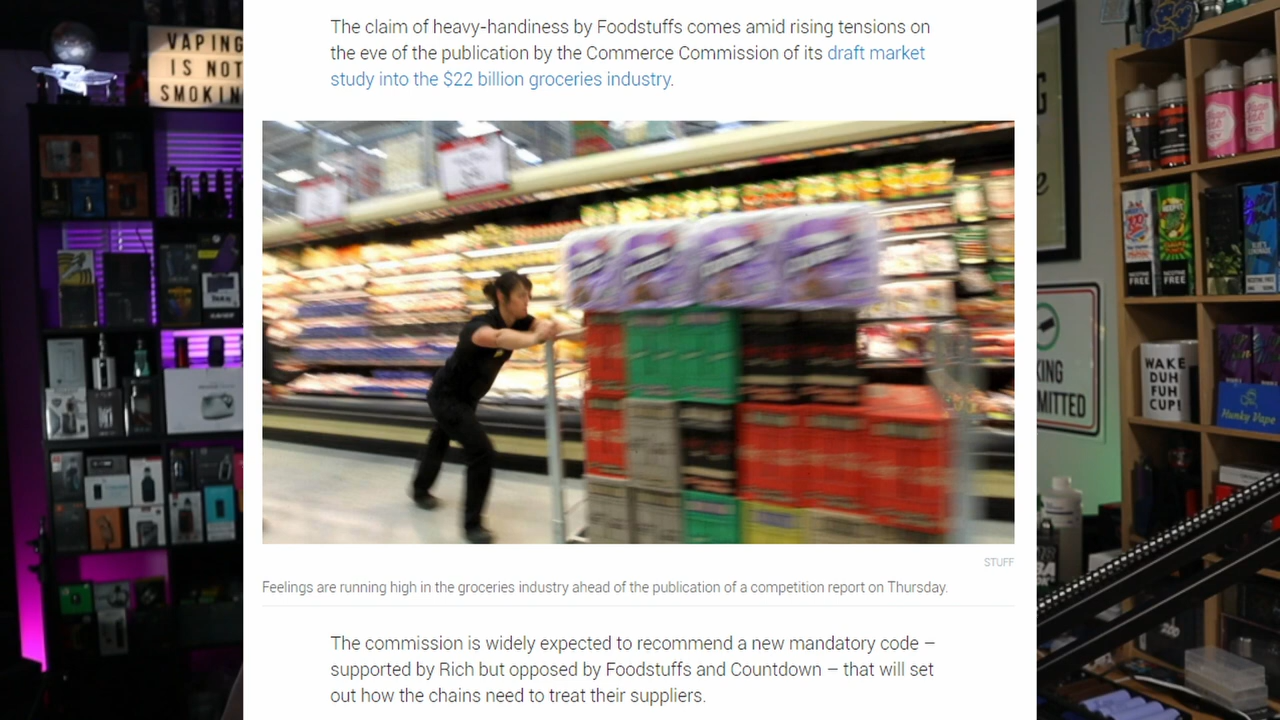 The claim of heavy-handiness by Foodstuffs comes amid rising tensions on
the eve of the publication by the Commerce Commission of its draft market
study into the $22 billion groceries industry.
VAPING
IS NOT
SMOKIN
STUFF
Feelings are running high in the groceries industry ahead of the publication of a competition report on Thursday.
The commission is widely expected to recommend a new mandatory code –
supported by Rich but opposed by Foodstuffs and Countdown – that will set
out how the chains need to treat their suppliers.
NICOTINE
FREE
NICOTINE
FREE
KING
MITTED
WAKE
DUH
FUH
CUP!
Hunky Vape